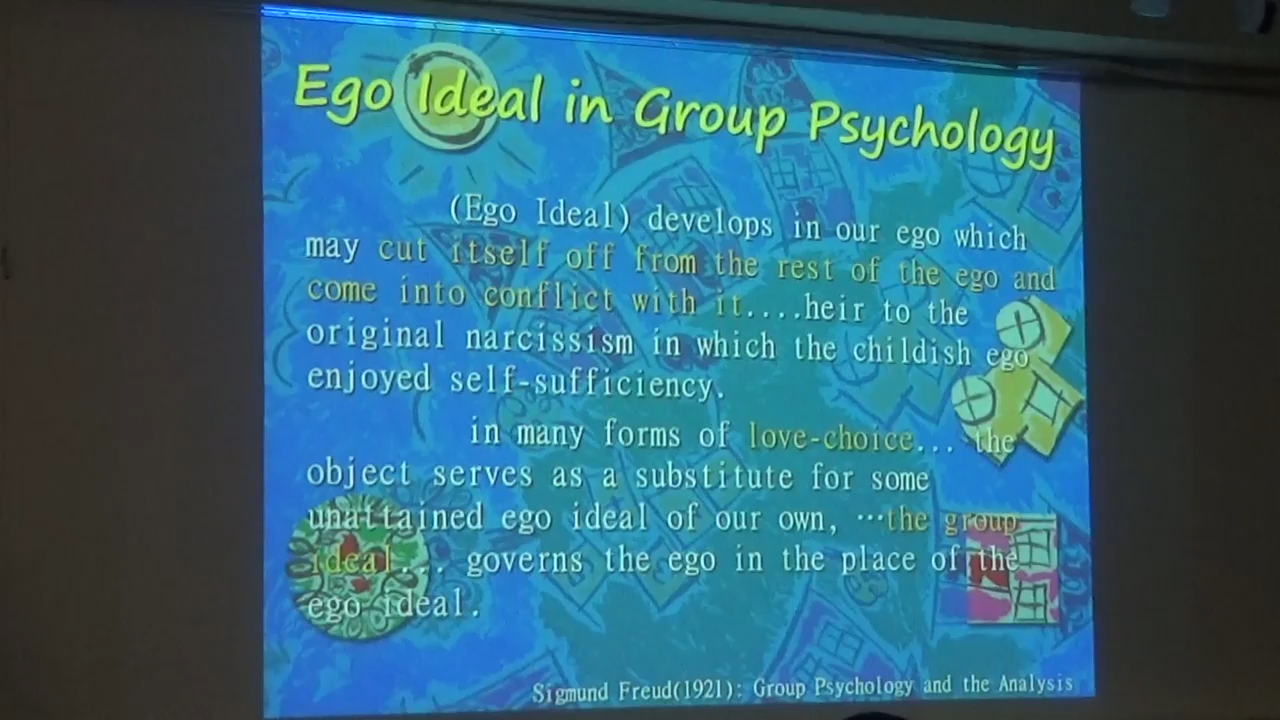 Ego Ideal in Group Psychology
(Ego Ideal) develops in our ego which
may cut itself off from the rest of the ego and
come into conflict with it....heir to the
original narcissism in which the childish ego
enjoyed self-sufficiency.
in many forms of love-choice... the
object serves as a substitute for some
unattained ego ideal of our own, …the group
ideal... governs the ego in the place of the
ego ideal.
Sigmund Freud(1921): Group Psychology and the Analysis